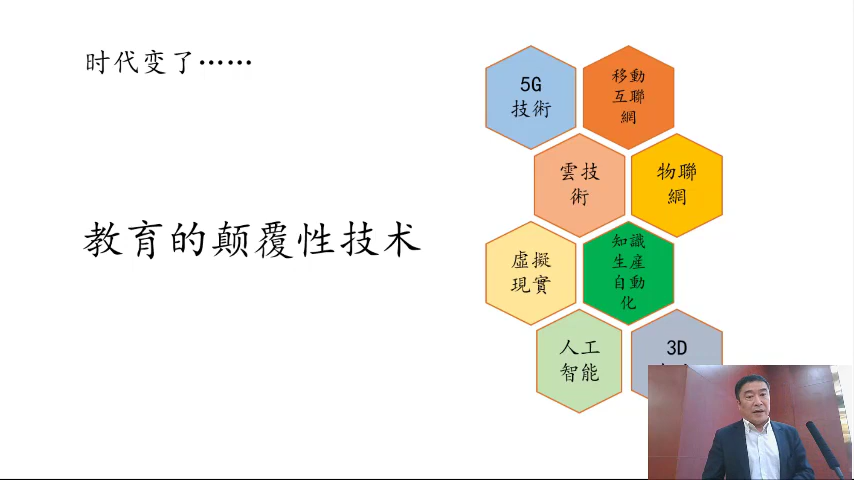 时代变了……
教育的颠覆性技术
5G
技術
移動
互聯
網
雲技
術
物聯
網
虛擬
現實
知識
生産
自動
化
人工
智能
3D